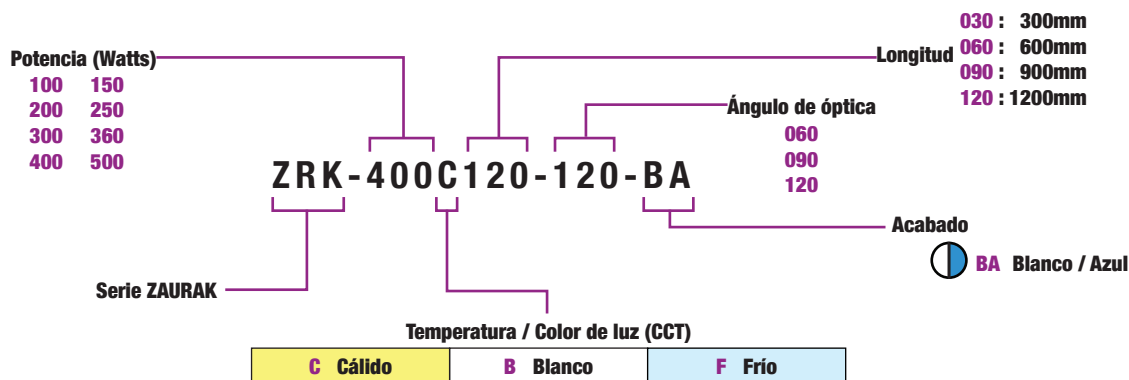 Potencia (Watts)
100 150
200 250
300 360
400 500
Longitud
030 : 300mm
060 : 600mm
090 : 900mm
120 : 1200mm
Ángulo de óptica
060
090
120
ZRK-400C120-120-BA
Acabado
BA Blanco / Azul
Serie ZAURAK
Temperatura / Color de luz (CCT)
C Cálido B Blanco F Frío